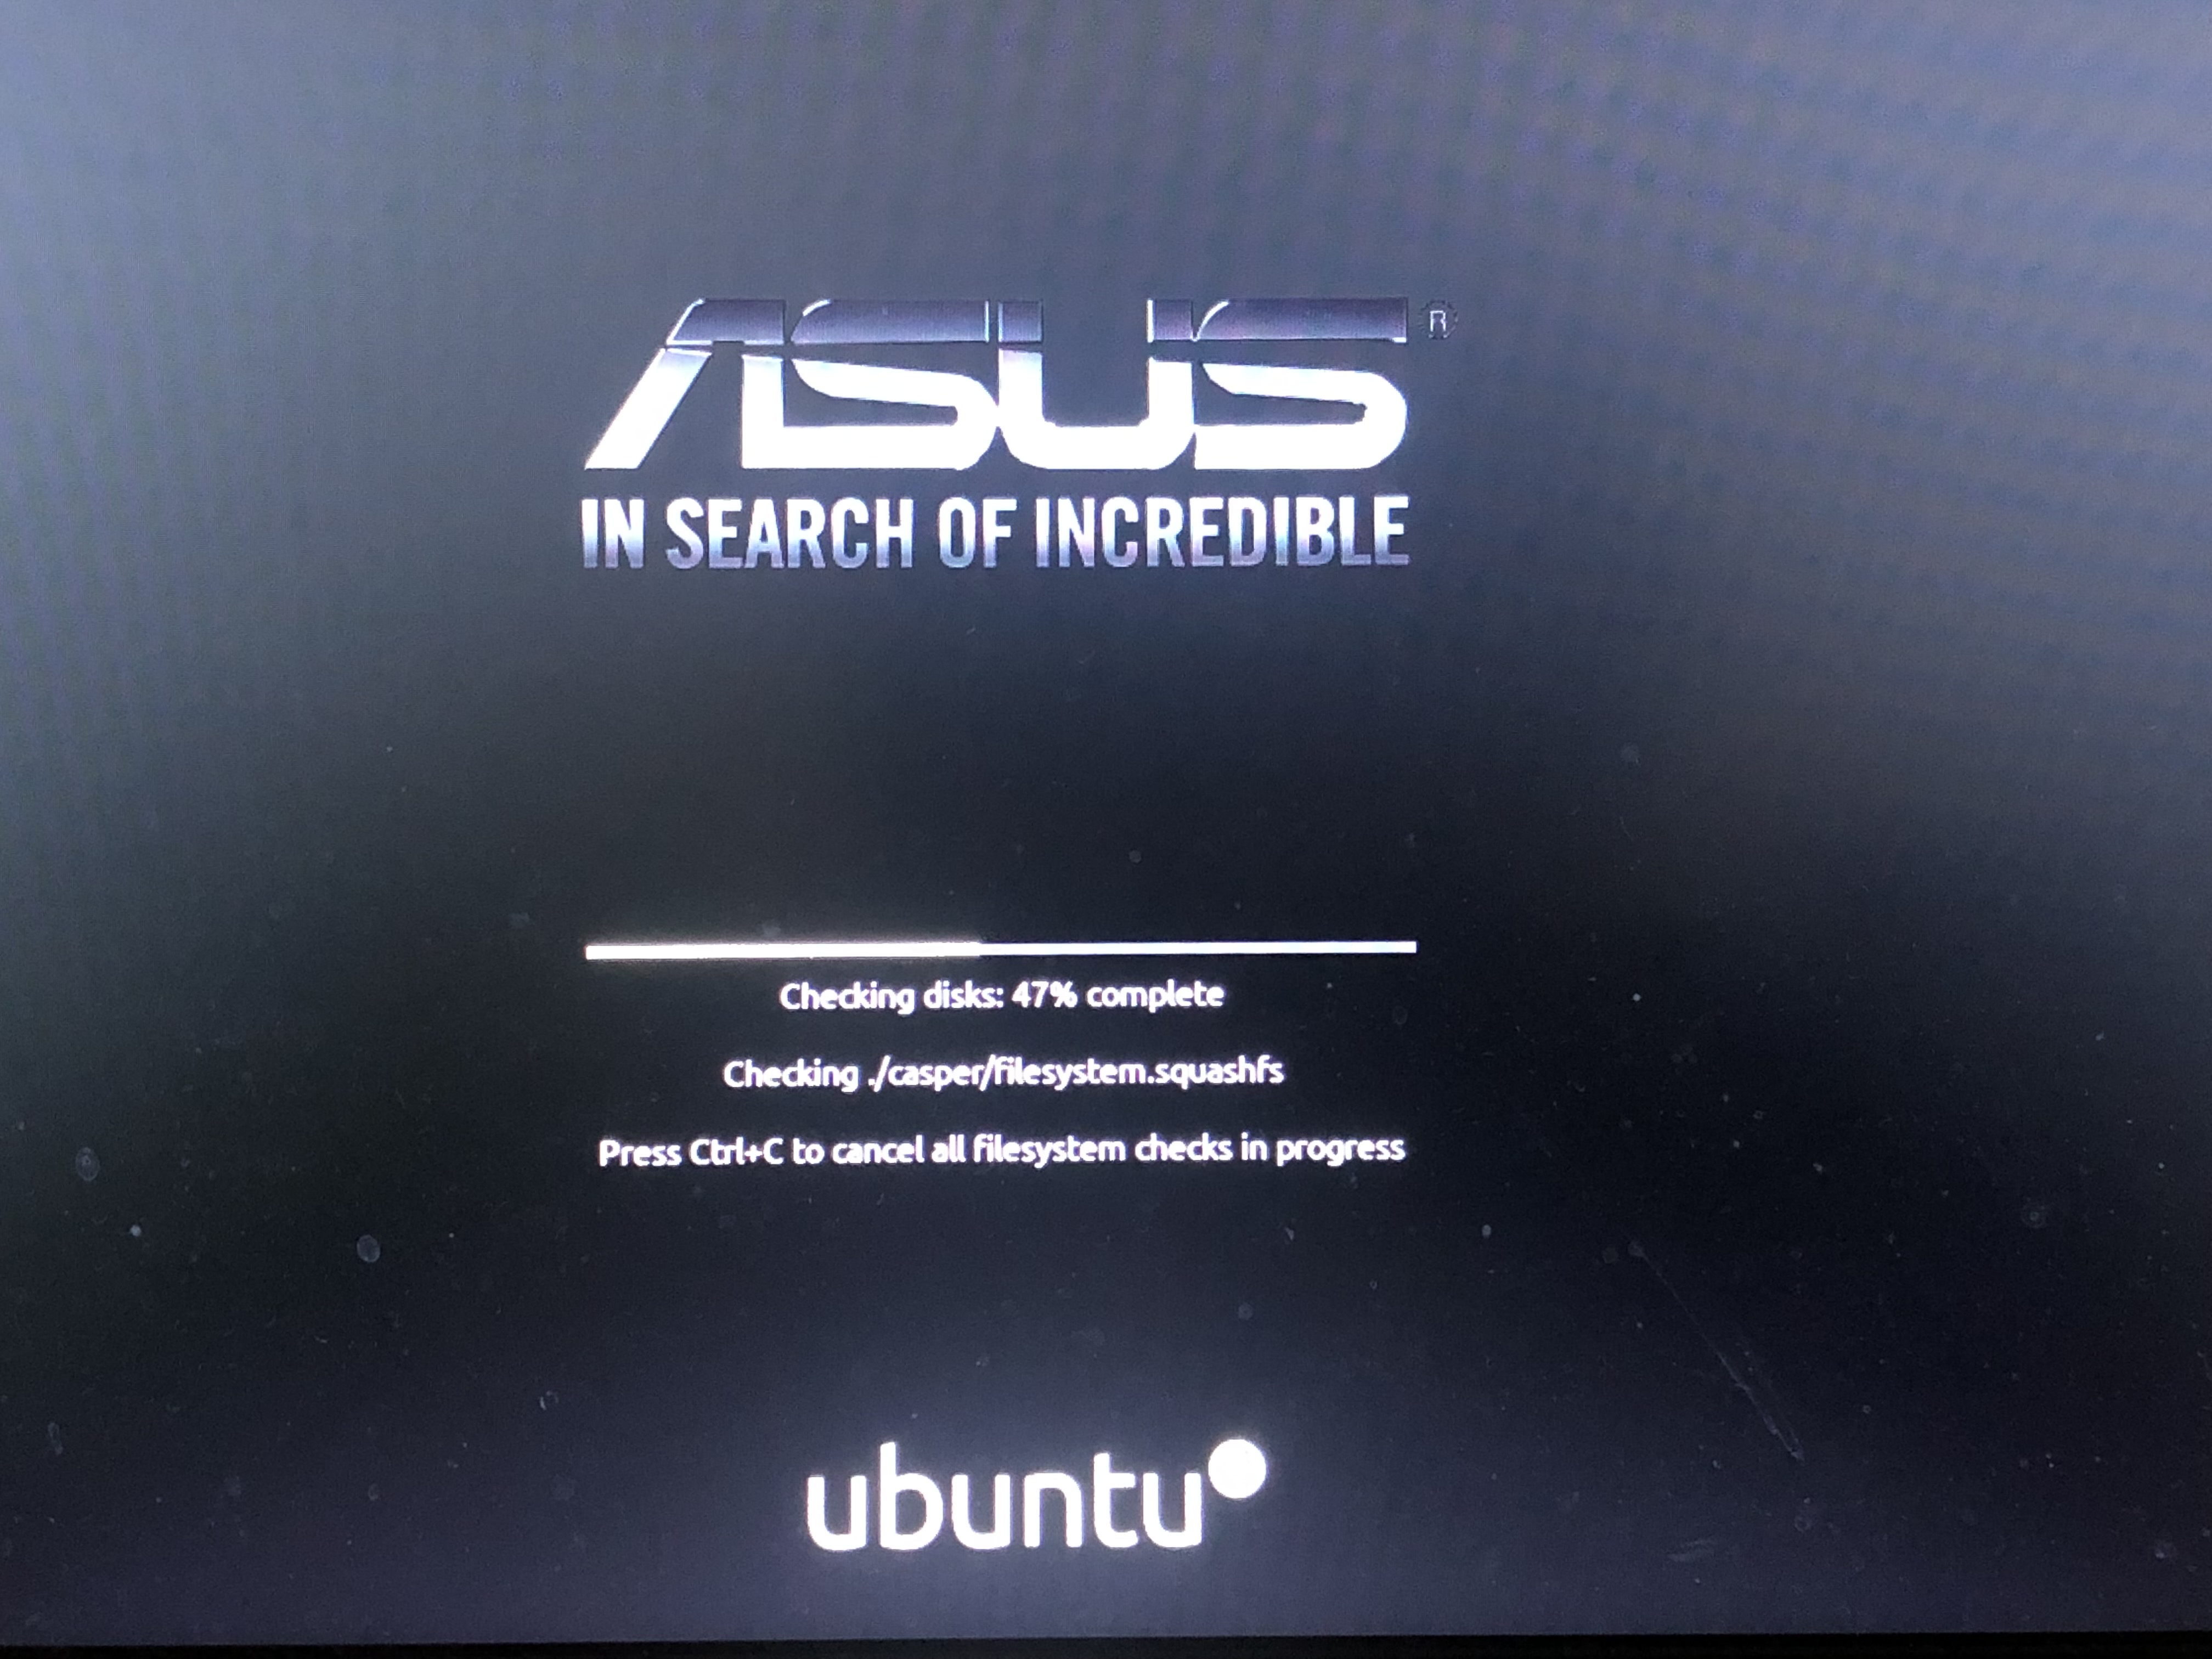 ASUS®
IN SEARCH OF INCREDIBLE
Checking disks: 47% complete
Checking ./casper/filesystem.squashfs
Press Ctrl+C to cancel all filesystem checks in progress
ubuntu